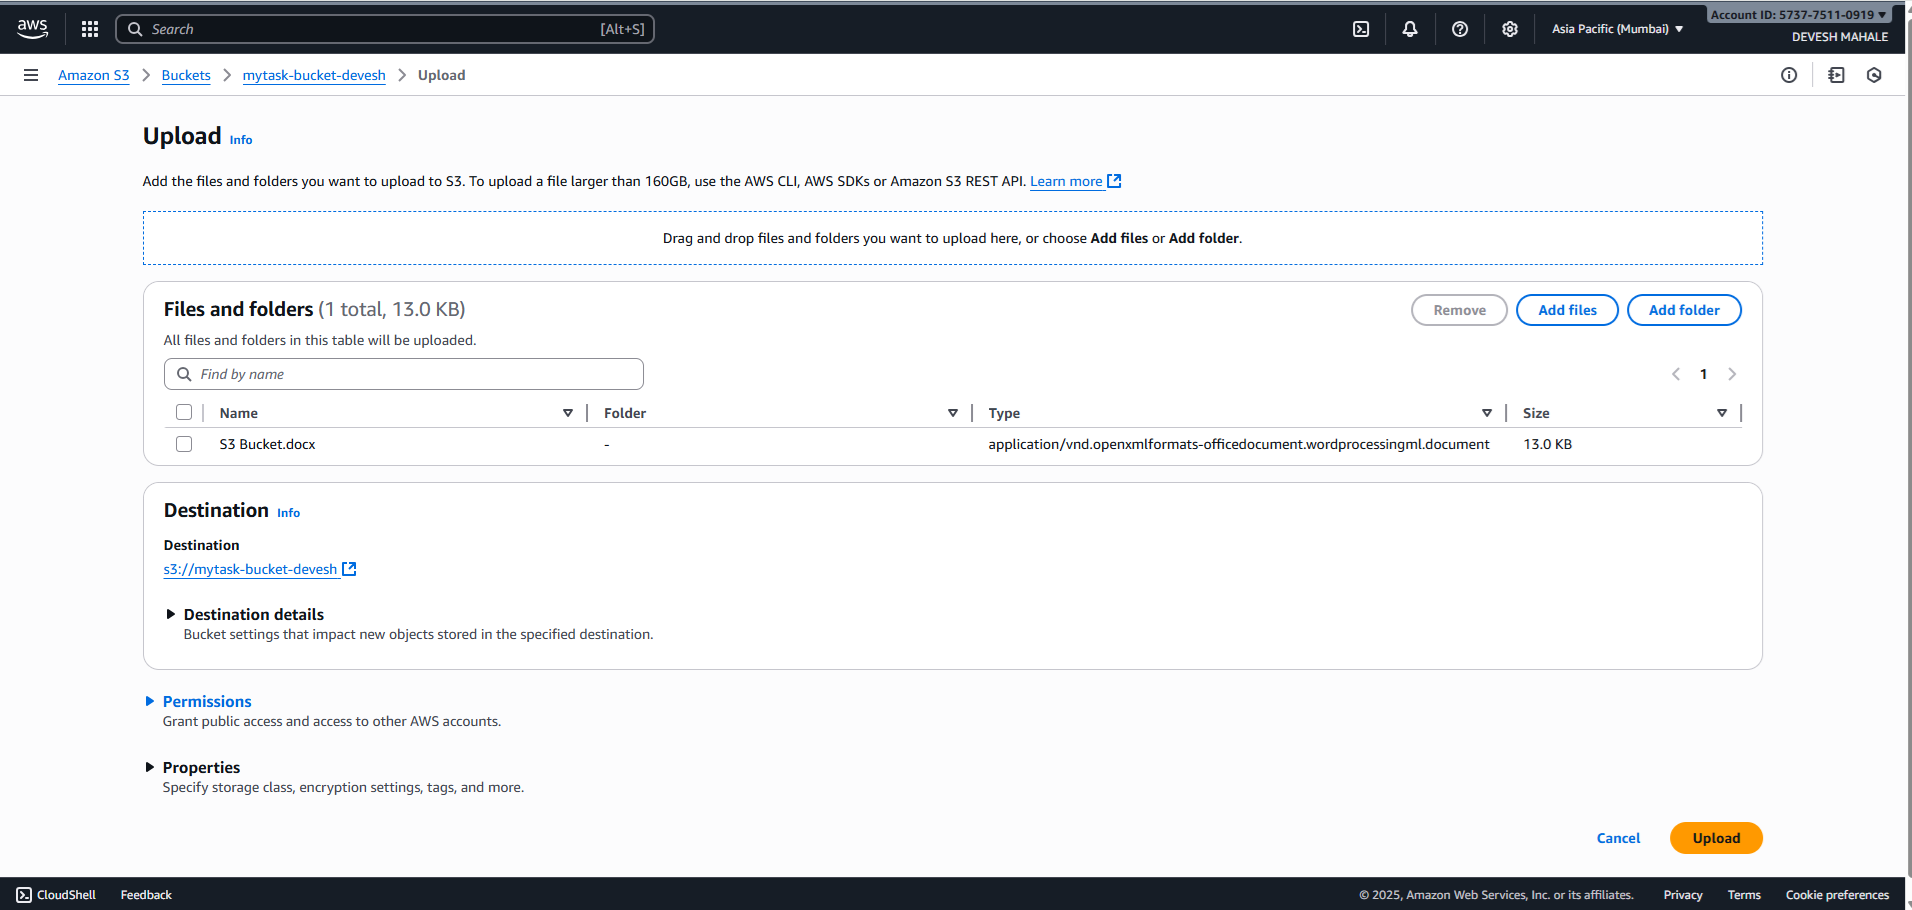 aws
Search [Alt+S]
Asia Pacific (Mumbai)
Account ID: 5737-7511-0919
DEVESH MAHALE
Amazon S3 > Buckets > mytask-bucket-devesh > Upload
Upload Info
Add the files and folders you want to upload to S3. To upload a file larger than 160GB, use the AWS CLI, AWS SDKs or Amazon S3 REST API. Learn more
Drag and drop files and folders you want to upload here, or choose Add files or Add folder.
Files and folders (1 total, 13.0 KB)
Remove Add files Add folder
All files and folders in this table will be uploaded.
Find by name
1
Name Folder Type Size
S3 Bucket.docx - application/vnd.openxmlformats-officedocument.wordprocessingml.document 13.0 KB
Destination Info
Destination
s3://mytask-bucket-devesh
Destination details
Bucket settings that impact new objects stored in the specified destination.
Permissions
Grant public access and access to other AWS accounts.
Properties
Specify storage class, encryption settings, tags, and more.
Cancel Upload
CloudShell Feedback © 2025, Amazon Web Services, Inc. or its affiliates. Privacy Terms Cookie preferences